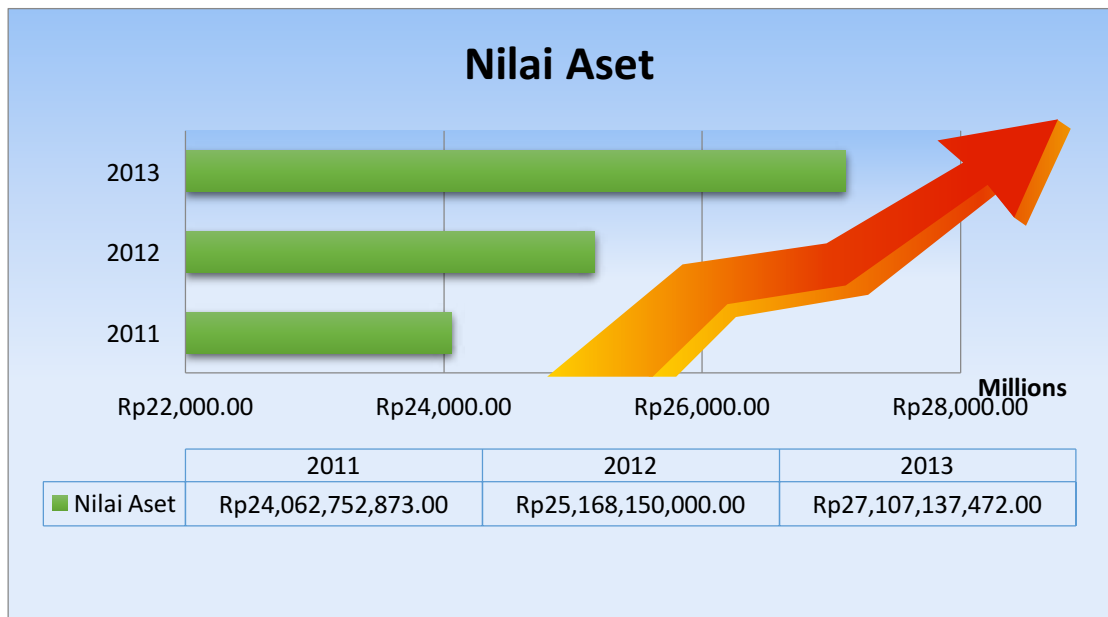 Nilai Aset
2013
2012
2011
Millions
Rp22,000.00 Rp24,000.00 Rp26,000.00 Rp28,000.00
2011 2012 2013
Nilai Aset Rp24,062,752,873.00 Rp25,168,150,000.00 Rp27,107,137,472.00